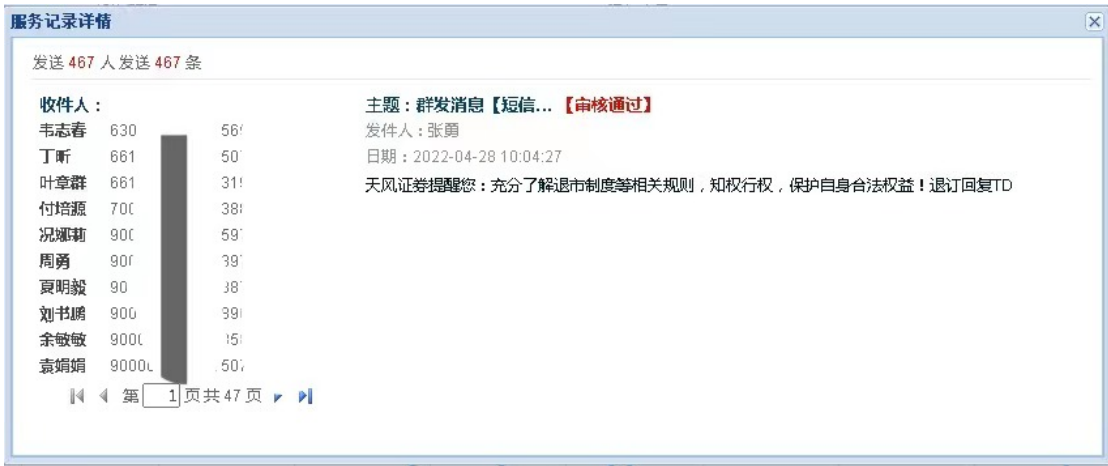 服务记录详情
发送 467 人发送 467 条
收件人：
韦志春 630 569
丁昕 661 50
叶章群 661 319
付培源 700 388
况娜莉 900 59
周勇 900 39
夏明毅 90 38
刘书鹏 900 39
余敏敏 9000 35
袁娟娟 90000 507
第 1 页共 47 页
主题：群发消息【短信... 【审核通过】
发件人：张勇
日期：2022-04-28 10:04:27
天风证券提醒您：充分了解退市制度等相关规则，知权行权，保护自身合法权益！退订回复TD